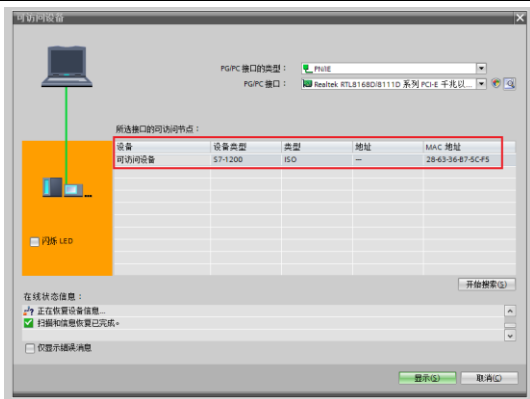 可访问设备
PG/PC 接口的类型： PN/IE
PG/PC 接口： Realtek RTL8168D/8111D 系列 PCI-E 千兆以...
所选接口的可访问节点：
设备 设备类型 类型 地址 MAC 地址
可访问设备 S7-1200 ISO — 28-63-36-B7-5C-F5
闪烁 LED
开始搜索(S)
在线状态信息：
正在恢复设备信息...
扫描和信息恢复已完成。
仅显示错误消息
显示(S) 取消(C)